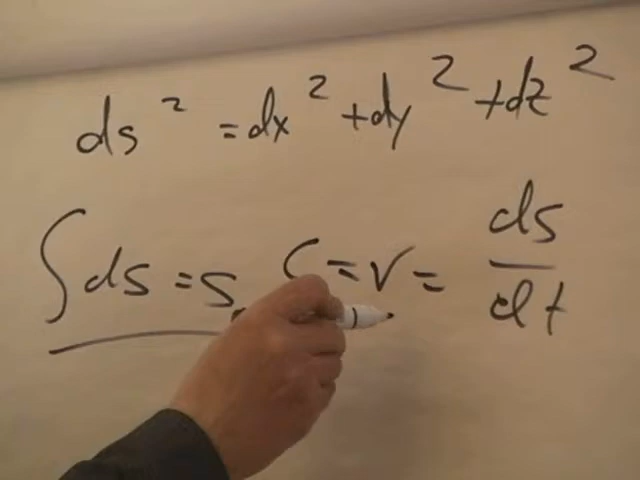 ds² = dx² + dy² + dz²
∫ds = s, c = v = ds/dt